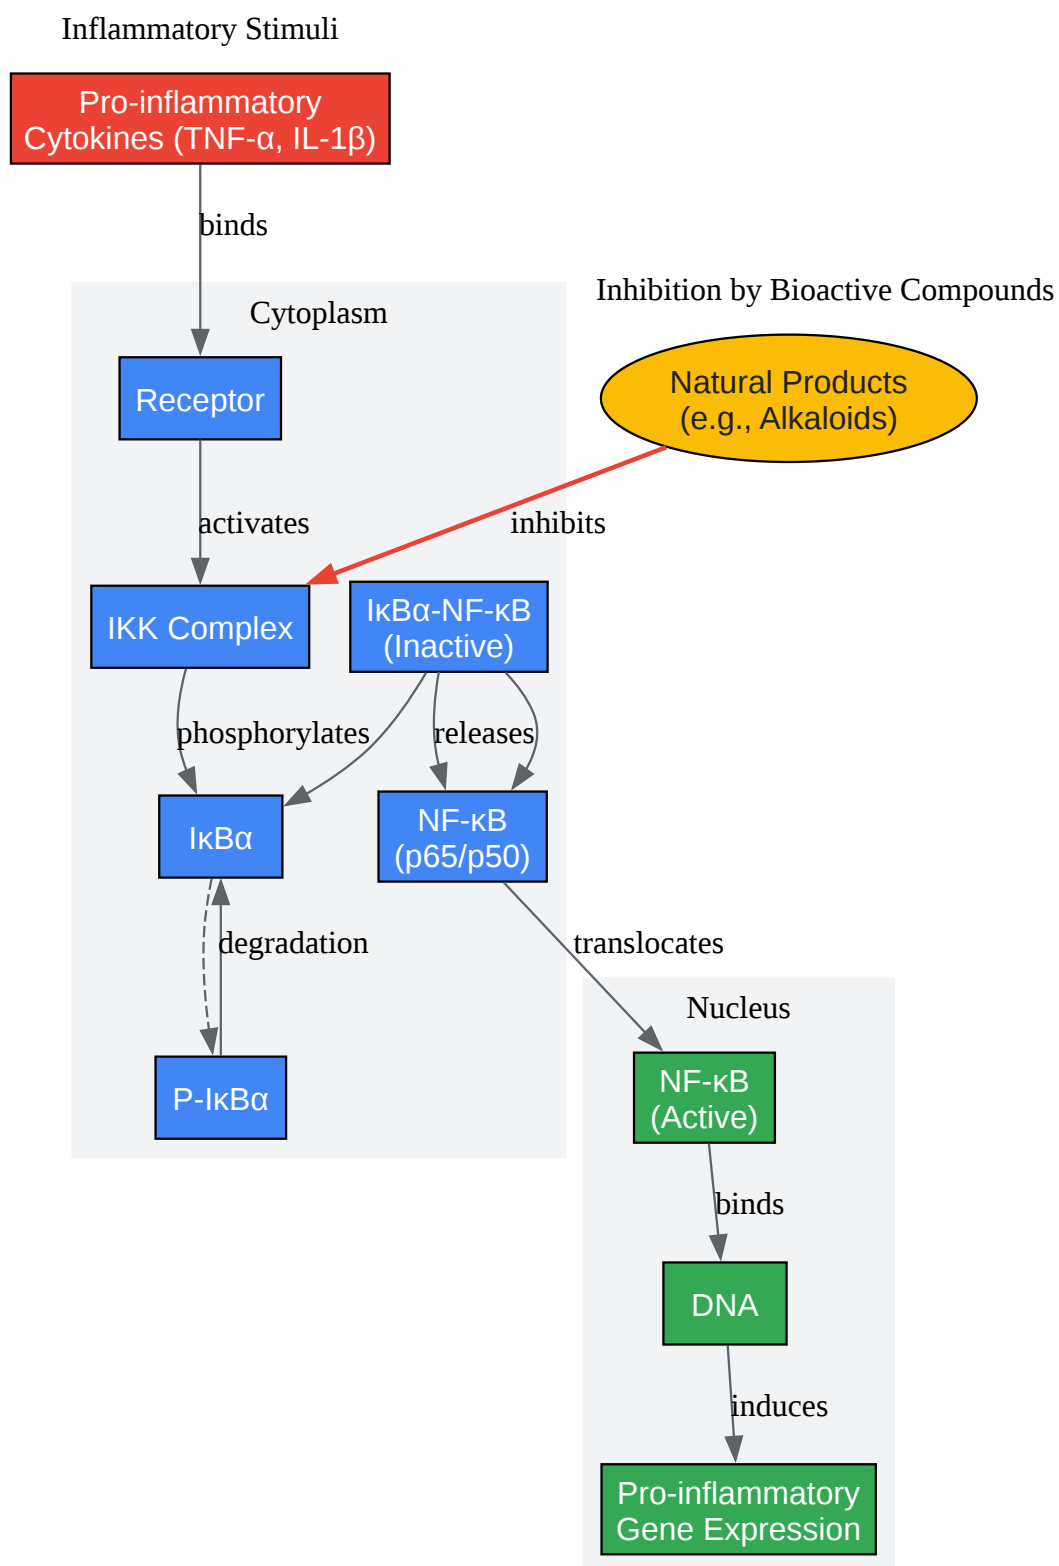 Inflammatory Stimuli
Pro-inflammatory
Cytokines (TNF-α, IL-1β)
binds
Inhibition by Bioactive Compounds
Cytoplasm
Receptor
Natural Products
(e.g., Alkaloids)
activates
inhibits
IKK Complex
IκBα-NF-κB
(Inactive)
phosphorylates
releases
IκBα
NF-κB
(p65/p50)
degradation
translocates
Nucleus
P-IκBα
NF-κB
(Active)
binds
DNA
induces
Pro-inflammatory
Gene Expression